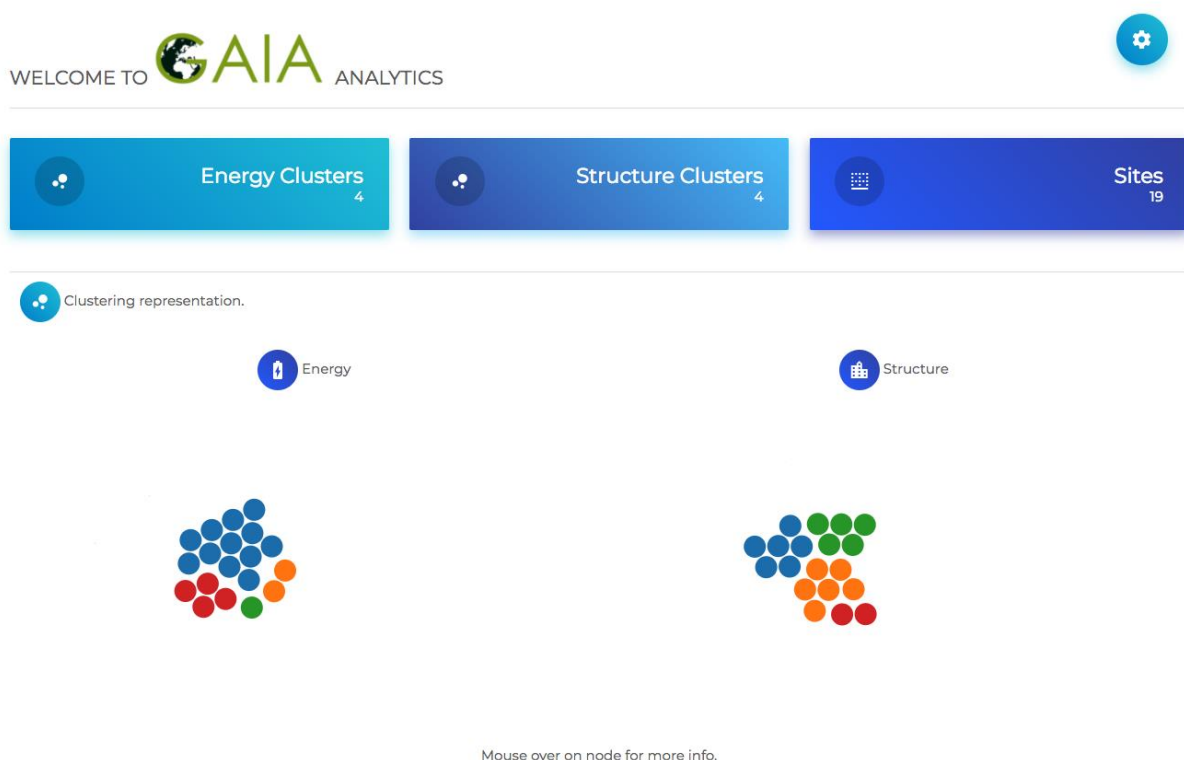 WELCOME TO GAIA ANALYTICS
Energy Clusters
4
Structure Clusters
4
Sites
19
Clustering representation.
Energy
Structure
Mouse over on node for more info.